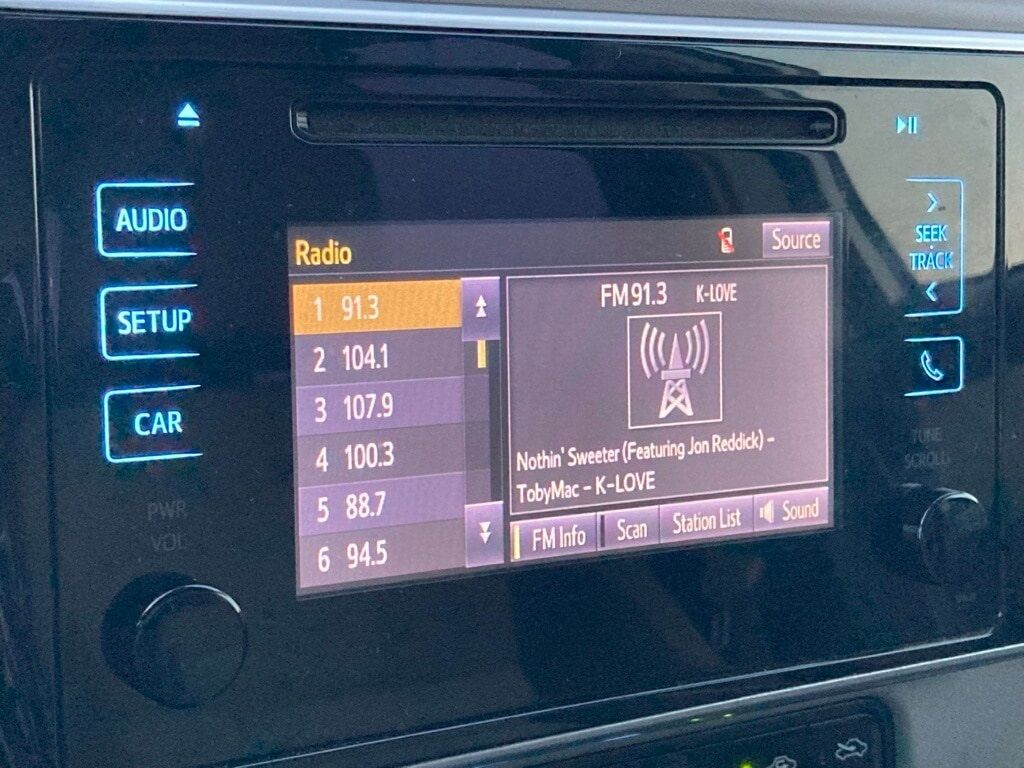 AUDIO
SETUP
CAR
PWR
VOL
Radio
Source
1 91.3
2 104.1
3 107.9
4 100.3
5 88.7
6 94.5
FM 91.3 K-LOVE
Nothin' Sweeter (Featuring Jon Reddick) -
TobyMac - K-LOVE
FM Info Scan Station List Sound
SEEK
TRACK
TUNE
SCROLL